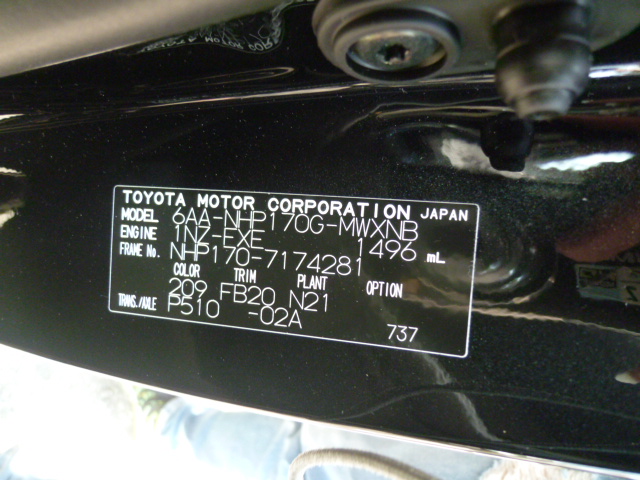 TOYOTA MOTOR CORPORATION JAPAN
MODEL 6AA-NHP170G-MWXNB
ENGINE 1NZ-EXE 1496 mL
FRAME No. NHP170-7174281
COLOR TRIM PLANT OPTION
209 FB20 N21
TRANS./AXLE P510 -02A
737